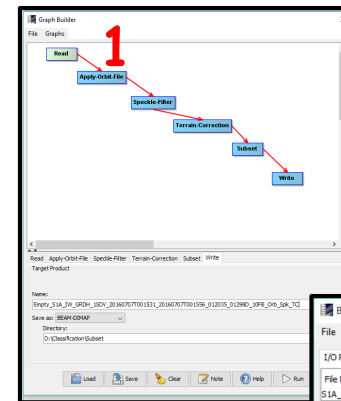 Graph Builder
File Graphs
1
Read
Apply-Orbit-File
Speckle-Filter
Terrain-Correction
Subset
Write
Read Apply-Orbit-File Speckle-Filter Terrain-Correction Subset Write
Target Product
Name:
Empty_S1A_IW_GRDH_1SDV_20160707T001531_20160707T001556_012035_01298D_10FB_Orb_Spk_TC
Save as: BEAM-DIMAP
Directory:
D:\Classification\Subset
Load Save Clear Note Help Run
File
I/O P
File N
S1A_